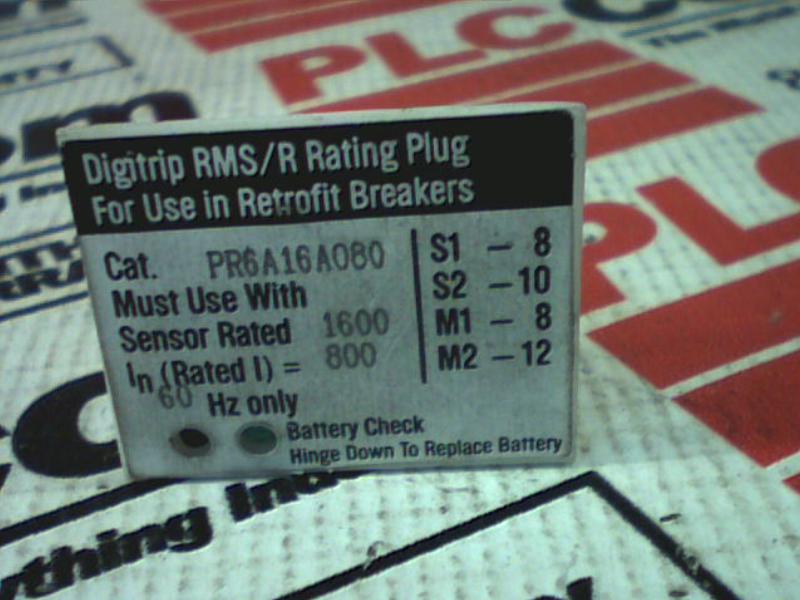 PLC
Digitrip RMS/R Rating Plug
For Use in Retrofit Breakers
Cat. PR6A16A080
Must Use With
Sensor Rated 1600
In (Rated I) = 800
60 Hz only
S1 – 8
S2 – 10
M1 – 8
M2 – 12
Battery Check
Hinge Down To Replace Battery